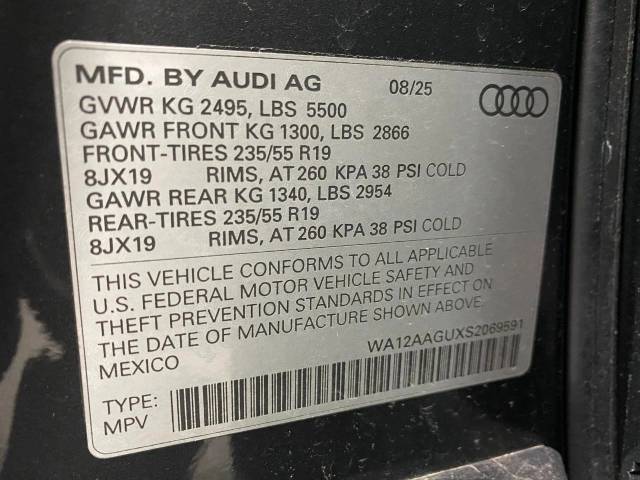 MFD. BY AUDI AG 08/25
GVWR KG 2495, LBS 5500
GAWR FRONT KG 1300, LBS 2866
FRONT-TIRES 235/55 R19
8JX19 RIMS, AT 260 KPA 38 PSI COLD
GAWR REAR KG 1340, LBS 2954
REAR-TIRES 235/55 R19
8JX19 RIMS, AT 260 KPA 38 PSI COLD
THIS VEHICLE CONFORMS TO ALL APPLICABLE
U.S. FEDERAL MOTOR VEHICLE SAFETY AND
THEFT PREVENTION STANDARDS IN EFFECT ON
THE DATE OF MANUFACTURE SHOWN ABOVE.
MEXICO WA12AAGUXS2069591
TYPE:
MPV